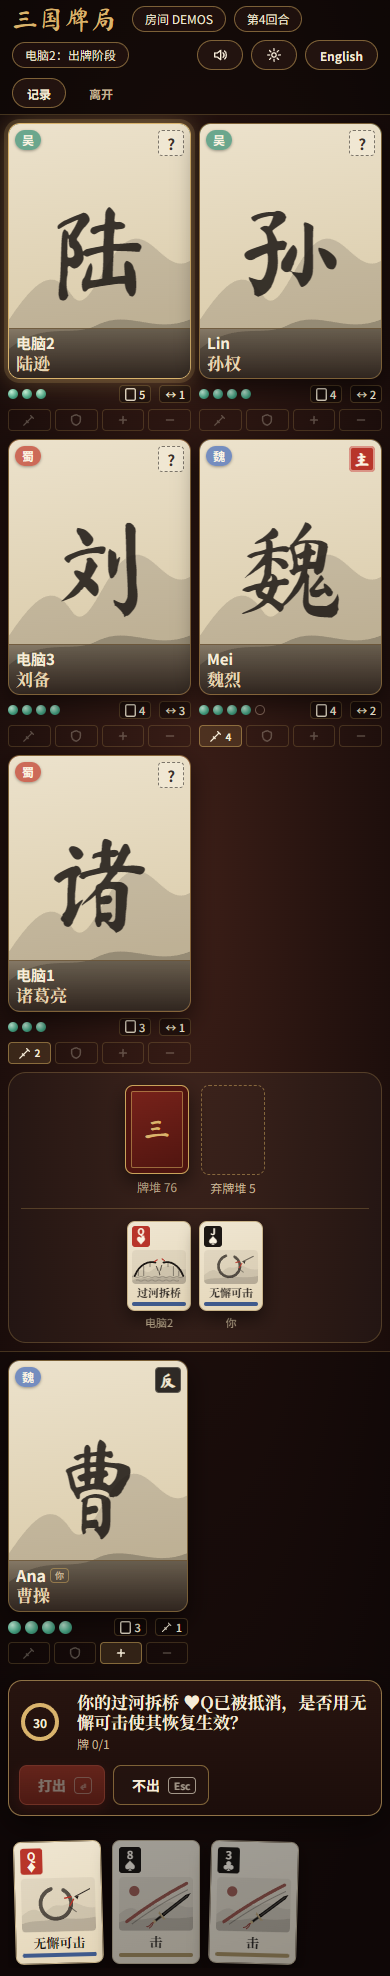 三国牌局
房间 DEMOS
第4回合
电脑2：出牌阶段
English
记录
离开
吴
?
陆
电脑2
陆逊
5
↔1
吴
?
孙
Lin
孙权
4
↔2
蜀
?
刘
电脑3
刘备
4
↔3
魏
主
魏
Mei
魏烈
4
↔2
4
蜀
?
诸
电脑1
诸葛亮
3
↔1
2
三
牌堆 76
弃牌堆 5
Q♥
过河拆桥
电脑2
J♠
无懈可击
你
魏
反
曹
Ana 你
曹操
3
1
30
你的过河拆桥 ♥Q已被抵消，是否用无
懈可击使其恢复生效？
牌 0/1
打出
不出 Esc
Q♦
无懈可击
8♠
击
3♣
击